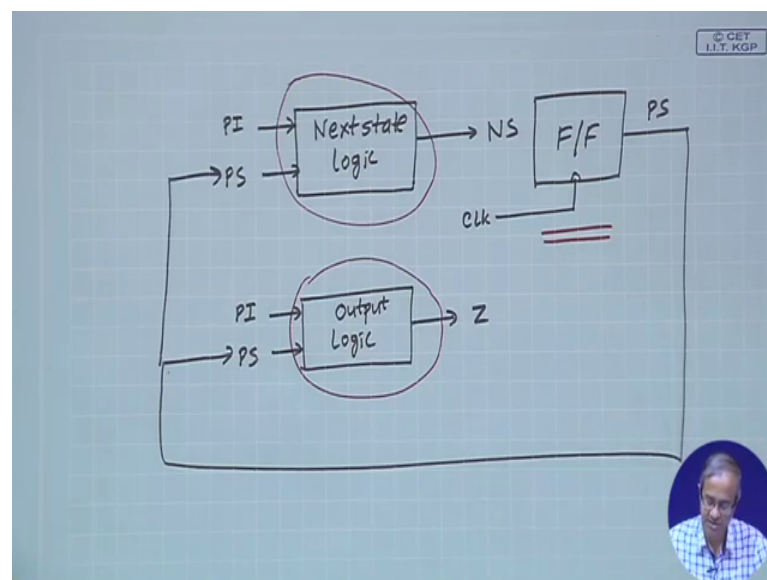 © CET
I.I.T. KGP
PI
Next state
logic
NS
F/F
PS
PS
CLK
PI
Output
logic
Z
PS